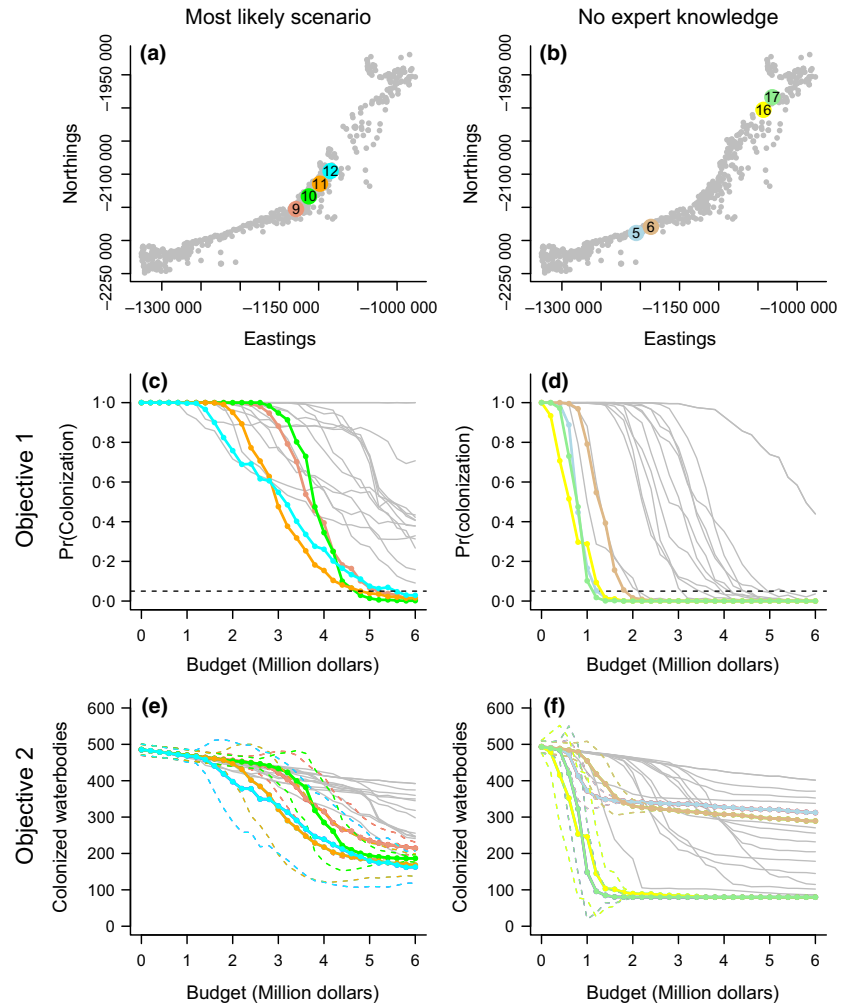 Most likely scenario
No expert knowledge
(a)
Northings
−1950 000
−2100 000
−2250 000
9
10
11
12
−1300 000
−1150 000
−1000 000
Eastings
(b)
Northings
−1950 000
−2100 000
−2250 000
5
6
16
17
−1300 000
−1150 000
−1000 000
Eastings
Objective 1
(c)
Pr(Colonization)
1·0
0·8
0·6
0·4
0·2
0·0
0 1 2 3 4 5 6
Budget (Million dollars)
(d)
Pr(colonization)
1·0
0·8
0·6
0·4
0·2
0·0
0 1 2 3 4 5 6
Budget (Million dollars)
Objective 2
(e)
Colonized waterbodies
600
500
400
300
200
100
0
0 1 2 3 4 5 6
Budget (Million dollars)
(f)
Colonized waterbodies
600
500
400
300
200
100
0
0 1 2 3 4 5 6
Budget (Million dollars)